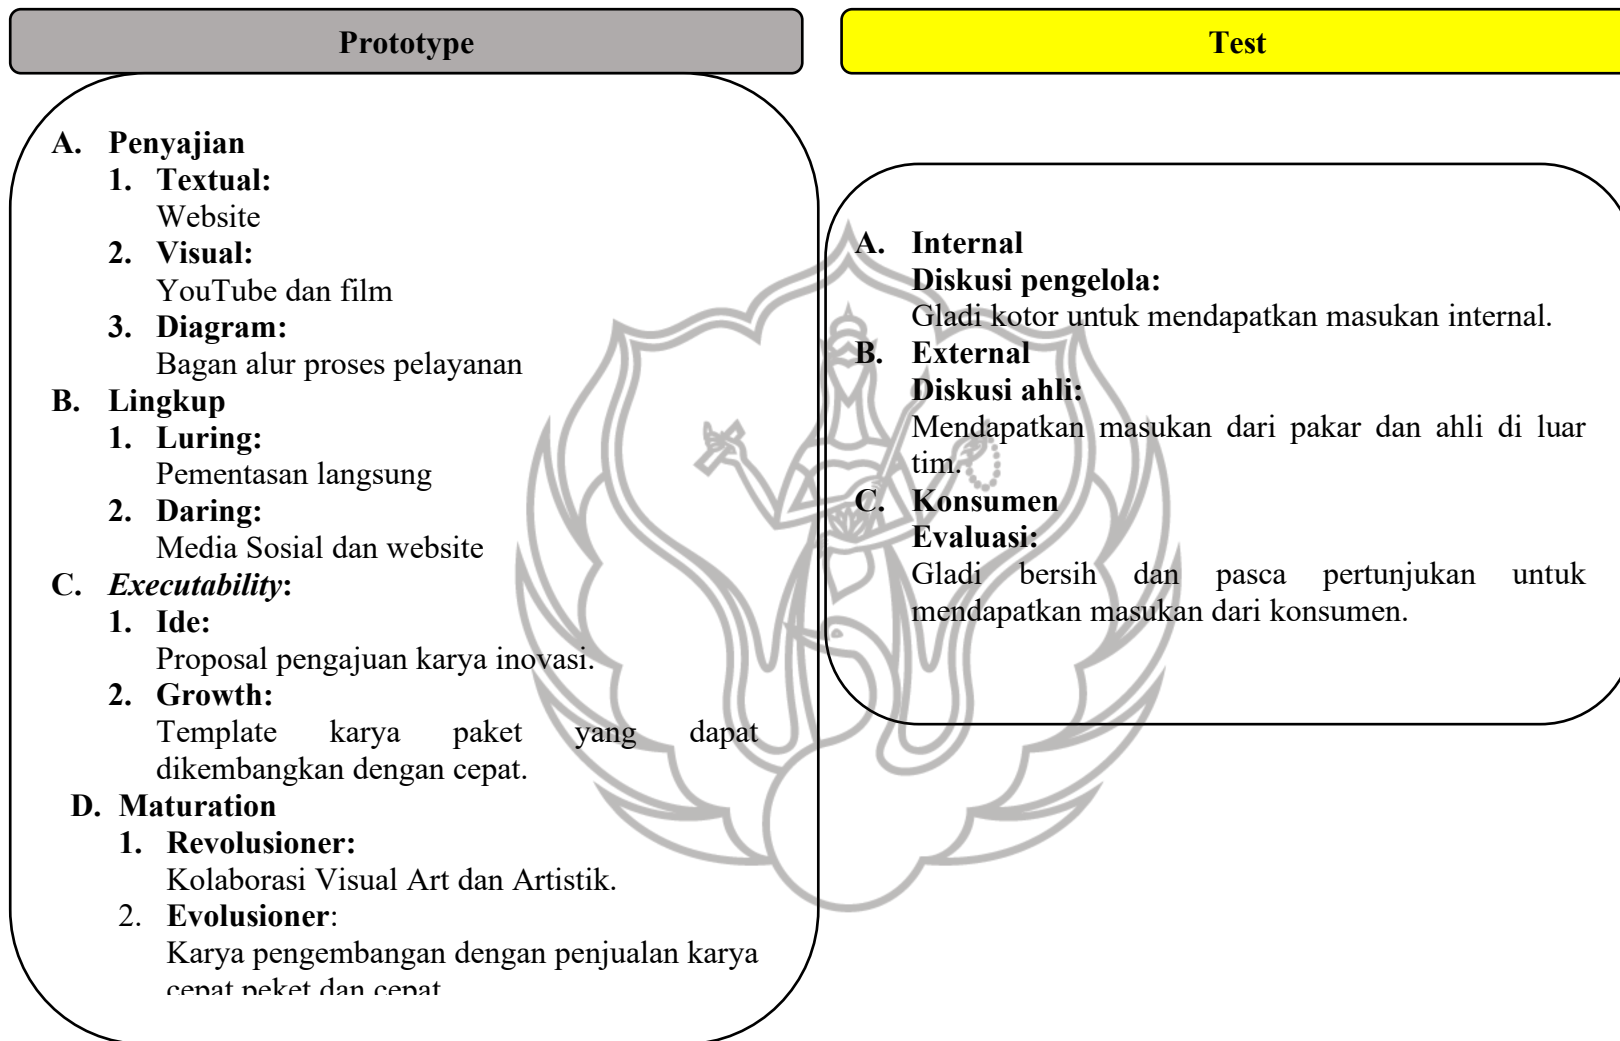 Prototype
A. Penyajian
1. Textual:
Website
2. Visual:
YouTube dan film
3. Diagram:
Bagan alur proses pelayanan
B. Lingkup
1. Luring:
Pementasan langsung
2. Daring:
Media Sosial dan website
C. Executability:
1. Ide:
Proposal pengajuan karya inovasi.
2. Growth:
Template karya paket yang dapat
dikembangkan dengan cepat.
D. Maturation
1. Revolusioner:
Kolaborasi Visual Art dan Artistik.
2. Evolusioner:
Karya pengembangan dengan penjualan karya
cepat peket dan cepat
Test
A. Internal
Diskusi pengelola:
Gladi kotor untuk mendapatkan masukan internal.
B. External
Diskusi ahli:
Mendapatkan masukan dari pakar dan ahli di luar
tim.
C. Konsumen
Evaluasi:
Gladi bersih dan pasca pertunjukan untuk
mendapatkan masukan dari konsumen.